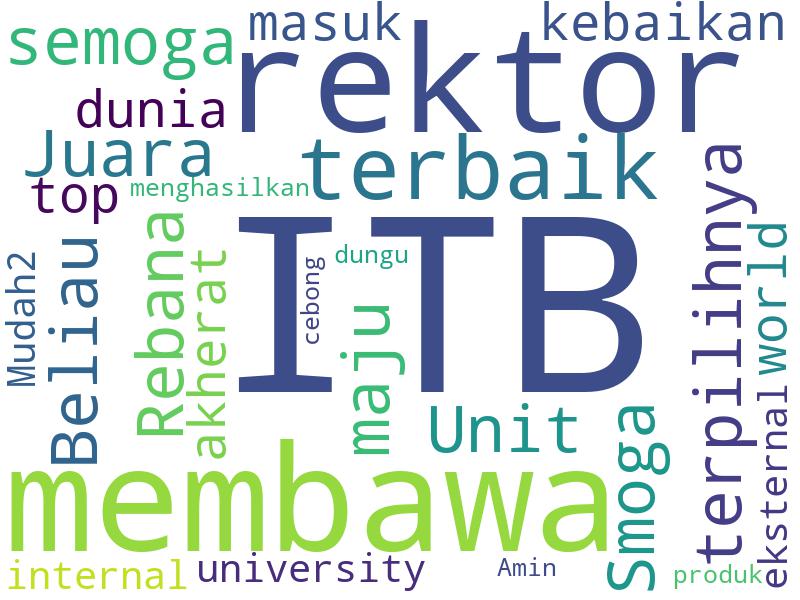 semoga
masuk
kebaikan
rektor
dunia
Juara
terbaik
top
menghasilkan
terpilihnya
ITB
cebong
dungu
Mudah2
Beliau
Rebana
akherat
maju
world
Unit
Smoga
eksternal
membawa
internal
university
Amin
produk